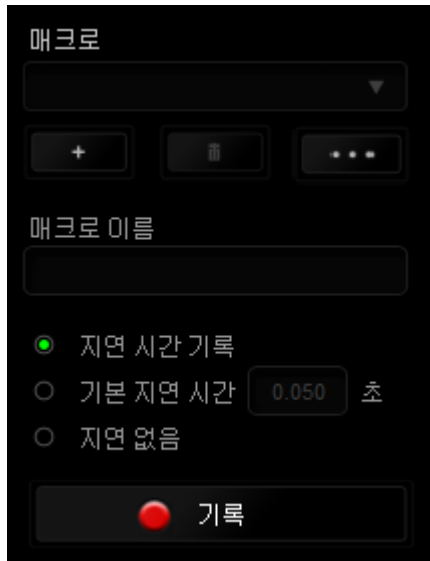 매크로
매크로 이름
지연 시간 기록
기본 지연 시간 0.050 초
지연 없음
기록